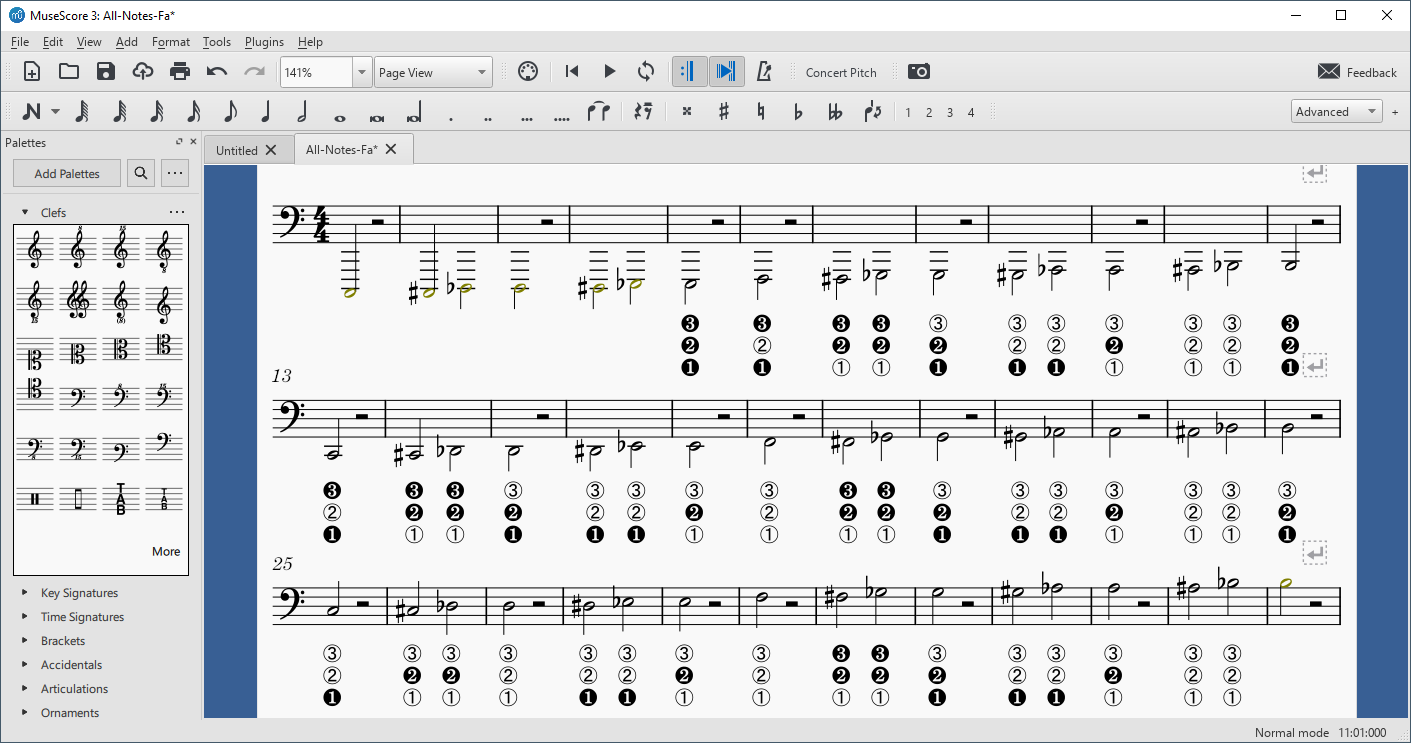 MuseScore 3: All-Notes-Fa*
File Edit View Add Format Tools Plugins Help
141% Page View Concert Pitch Feedback
1 2 3 4 Advanced +
Palettes
Untitled All-Notes-Fa*
Add Palettes ...
Clefs ...
More
Key Signatures
Time Signatures
Brackets
Accidentals
Articulations
Ornaments
4
4
❸ ❸ ❸ ❸ ③ ③ ③ ③ ③ ③ ❸
❷ ② ❷ ❷ ❷ ② ② ❷ ② ② ❷
❶ ❶ ① ① ❶ ❶ ❶ ① ① ① ❶
13
❸ ❸ ❸ ③ ③ ③ ③ ③ ❸ ❸ ③ ③ ③ ③ ③ ③ ③
② ❷ ❷ ❷ ② ② ❷ ② ❷ ❷ ❷ ② ② ❷ ② ② ❷
❶ ① ① ❶ ❶ ❶ ① ① ① ① ❶ ❶ ❶ ① ① ① ❶
25
③ ③ ③ ③ ③ ③ ③ ③ ❸ ❸ ③ ③ ③ ③ ③ ③
② ❷ ❷ ② ② ② ❷ ② ❷ ❷ ❷ ② ② ❷ ② ②
❶ ① ① ① ❶ ❶ ① ① ① ① ❶ ❶ ❶ ① ① ①
Normal mode 11:01:000